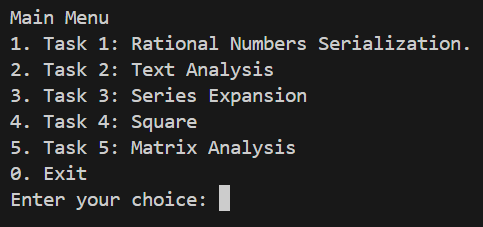 Main Menu
1. Task 1: Rational Numbers Serialization.
2. Task 2: Text Analysis
3. Task 3: Series Expansion
4. Task 4: Square
5. Task 5: Matrix Analysis
0. Exit
Enter your choice: